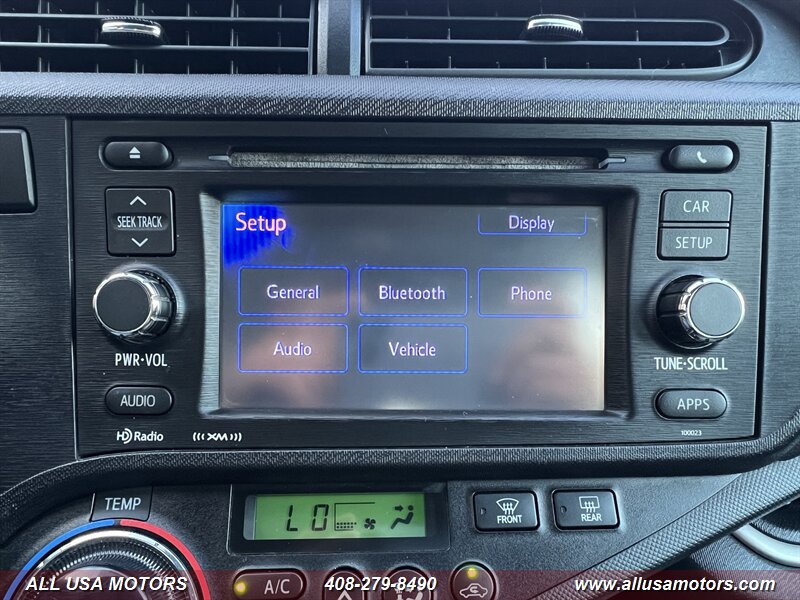 SEEK TRACK
PWR•VOL
AUDIO
HD Radio
(((XM)))
Setup
Display
General Bluetooth Phone
Audio Vehicle
CAR
SETUP
TUNE•SCROLL
APPS
100023
TEMP
LO
FRONT
REAR
A/C
ALL USA MOTORS
408-279-8490
www.allusamotors.com